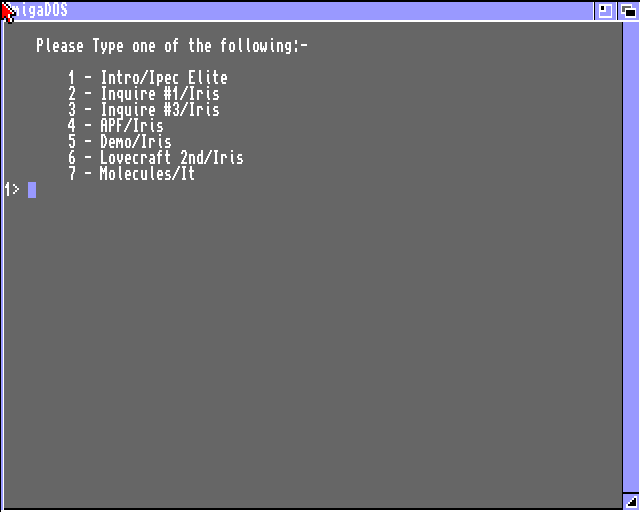 migaDOS
Please Type one of the following:-
1 - Intro/Ipec Elite
2 - Inquire #1/Iris
3 - Inquire #3/Iris
4 - APF/Iris
5 - Demo/Iris
6 - Lovecraft 2nd/Iris
7 - Molecules/It
1>